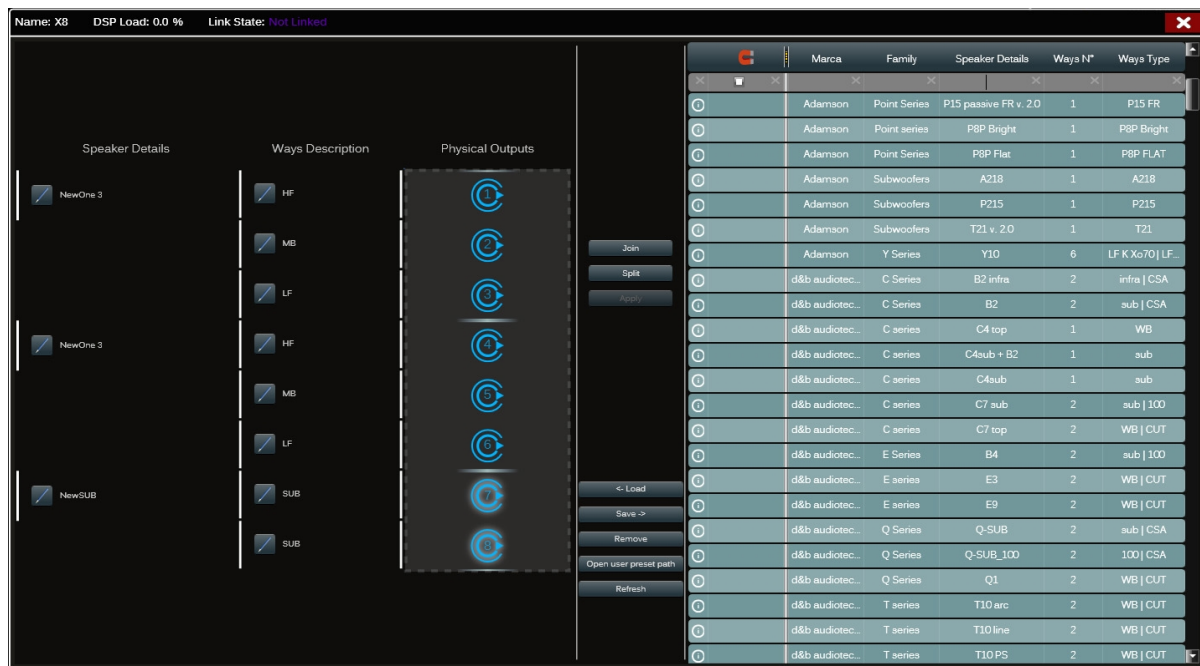 Name: X8 DSP Load: 0.0 % Link State: Not Linked
Speaker Details Ways Description Physical Outputs
NewOne 3 HF 1
MB 2
LF 3
NewOne 3 HF 4
MB 5
LF 6
NewSUB SUB 7
SUB 8
Join
Split
Apply
<- Load
Save ->
Remove
Open user preset path
Refresh
Marca Family Speaker Details Ways N° Ways Type
Adamson Point Series P15 passive FR v. 2.0 1 P15 FR
Adamson Point series P8P Bright 1 P8P Bright
Adamson Point Series P8P Flat 1 P8P FLAT
Adamson Subwoofers A218 1 A218
Adamson Subwoofers P215 1 P215
Adamson Subwoofers T21 v. 2.0 1 T21
Adamson Y Series Y10 6 LF K Xo70 | LF...
d&b audiotec... C Series B2 infra 2 infra | CSA
d&b audiotec... C Series B2 2 sub | CSA
d&b audiotec... C series C4 top 1 WB
d&b audiotec... C series C4sub + B2 1 sub
d&b audiotec... C series C4sub 1 sub
d&b audiotec... C series C7 sub 2 sub | 100
d&b audiotec... C series C7 top 2 WB | CUT
d&b audiotec... E Series B4 2 sub | 100
d&b audiotec... E series E3 2 WB | CUT
d&b audiotec... E series E9 2 WB | CUT
d&b audiotec... Q Series Q-SUB 2 sub | CSA
d&b audiotec... Q Series Q-SUB_100 2 100 | CSA
d&b audiotec... Q Series Q1 2 WB | CUT
d&b audiotec... T series T10 arc 2 WB | CUT
d&b audiotec... T series T10 line 2 WB | CUT
d&b audiotec... T series T10 PS 2 WB | CUT